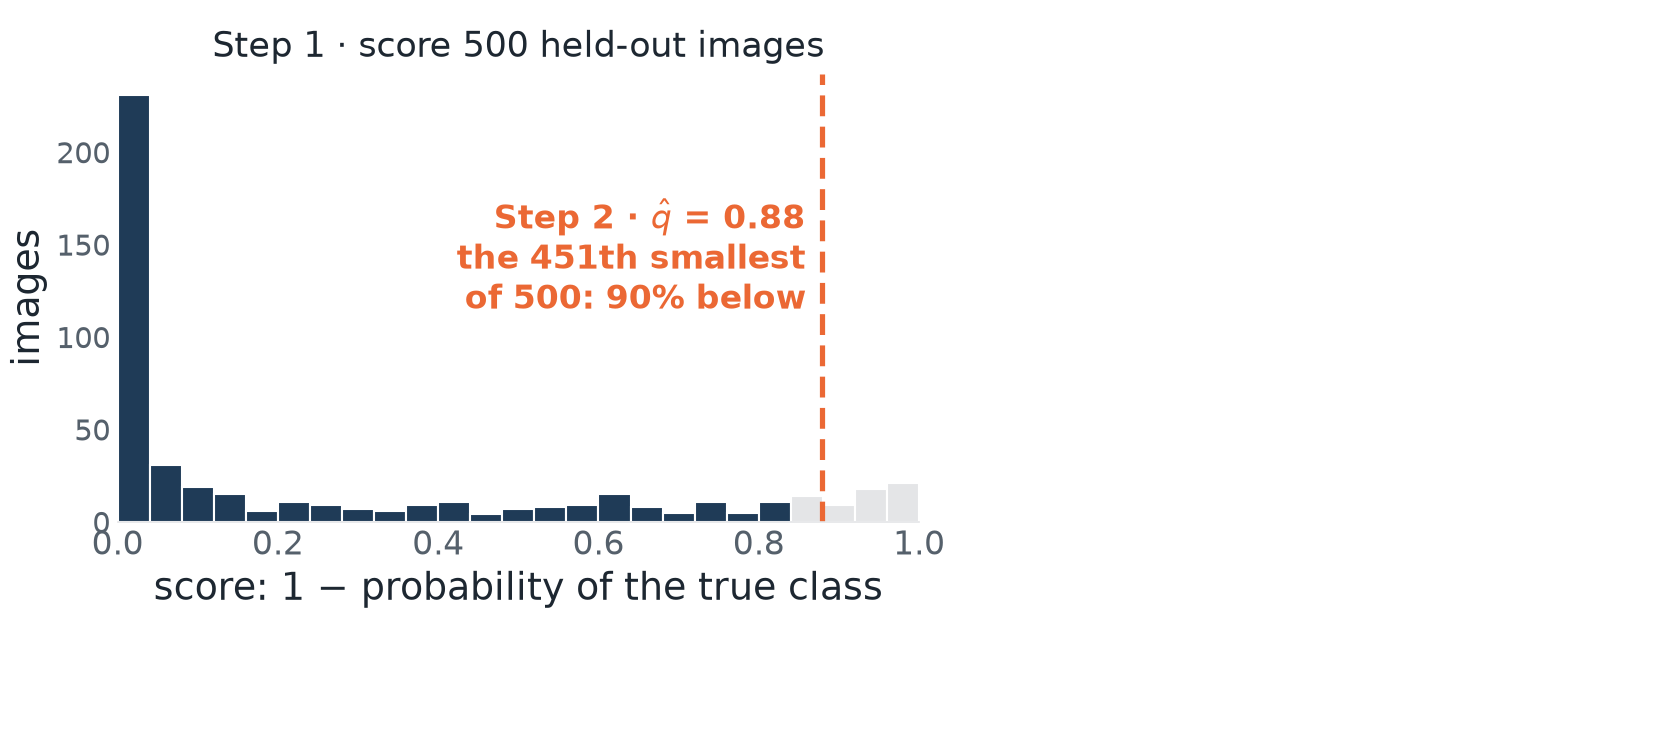 Step 1 · score 500 held-out images
Step 2 · q̂ = 0.88
the 451th smallest
of 500: 90% below
images
200
150
100
50
0
0.0 0.2 0.4 0.6 0.8 1.0
score: 1 − probability of the true class